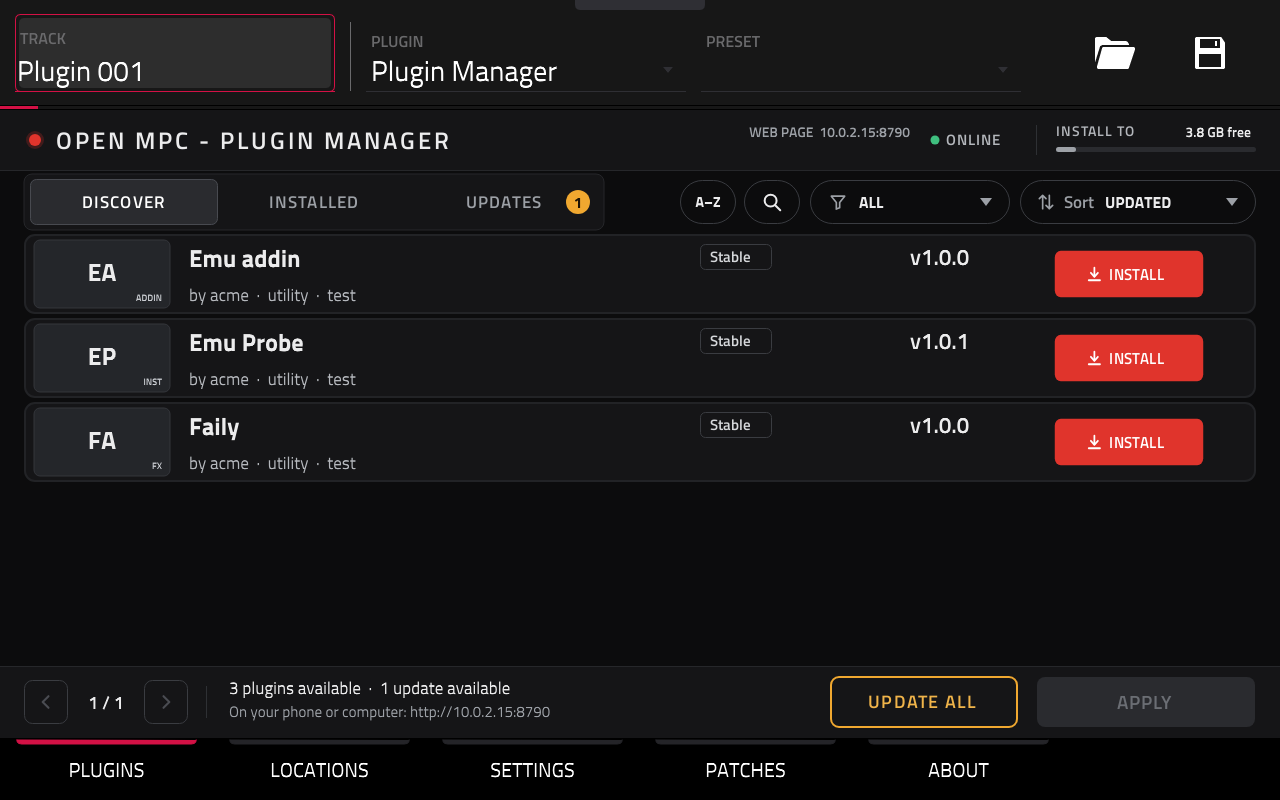 TRACK
Plugin 001
PLUGIN
Plugin Manager
PRESET
OPEN MPC - PLUGIN MANAGER
WEB PAGE 10.0.2.15:8790
ONLINE
INSTALL TO
3.8 GB free
DISCOVER
INSTALLED
UPDATES
1
A–Z
ALL
Sort UPDATED
EA
ADDIN
Emu addin
by acme · utility · test
Stable
v1.0.0
INSTALL
EP
INST
Emu Probe
by acme · utility · test
Stable
v1.0.1
INSTALL
FA
FX
Faily
by acme · utility · test
Stable
v1.0.0
INSTALL
1 / 1
3 plugins available · 1 update available
On your phone or computer: http://10.0.2.15:8790
UPDATE ALL
APPLY
PLUGINS
LOCATIONS
SETTINGS
PATCHES
ABOUT